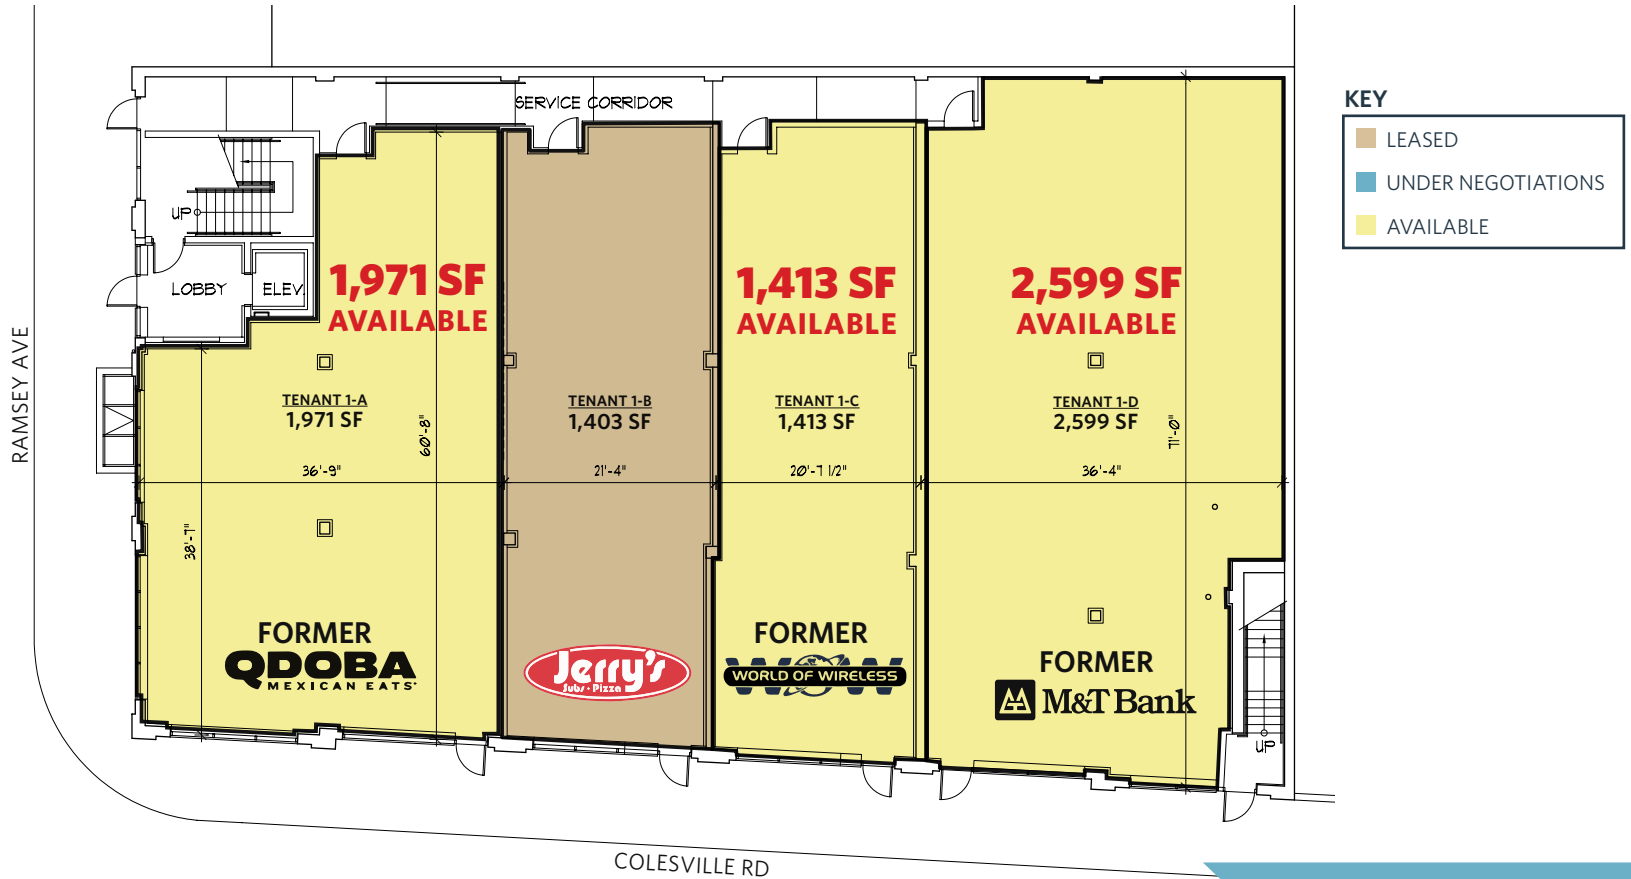 SERVICE CORRIDOR
KEY
LEASED
UNDER NEGOTIATIONS
AVAILABLE
UP
LOBBY
ELEV.
1,971 SF
AVAILABLE
1,413 SF
AVAILABLE
2,599 SF
AVAILABLE
RAMSEY AVE
TENANT 1-A
1,971 SF
TENANT 1-B
1,403 SF
TENANT 1-C
1,413 SF
TENANT 1-D
2,599 SF
60'-8"
71'-0"
36'-9"
21'-4"
20'-7 1/2"
36'-4"
38'-7"
FORMER
QDOBA
MEXICAN EATS
Jerry's
Subs • Pizza
FORMER
WOW
WORLD OF WIRELESS
FORMER
M&T Bank
UP
COLESVILLE RD